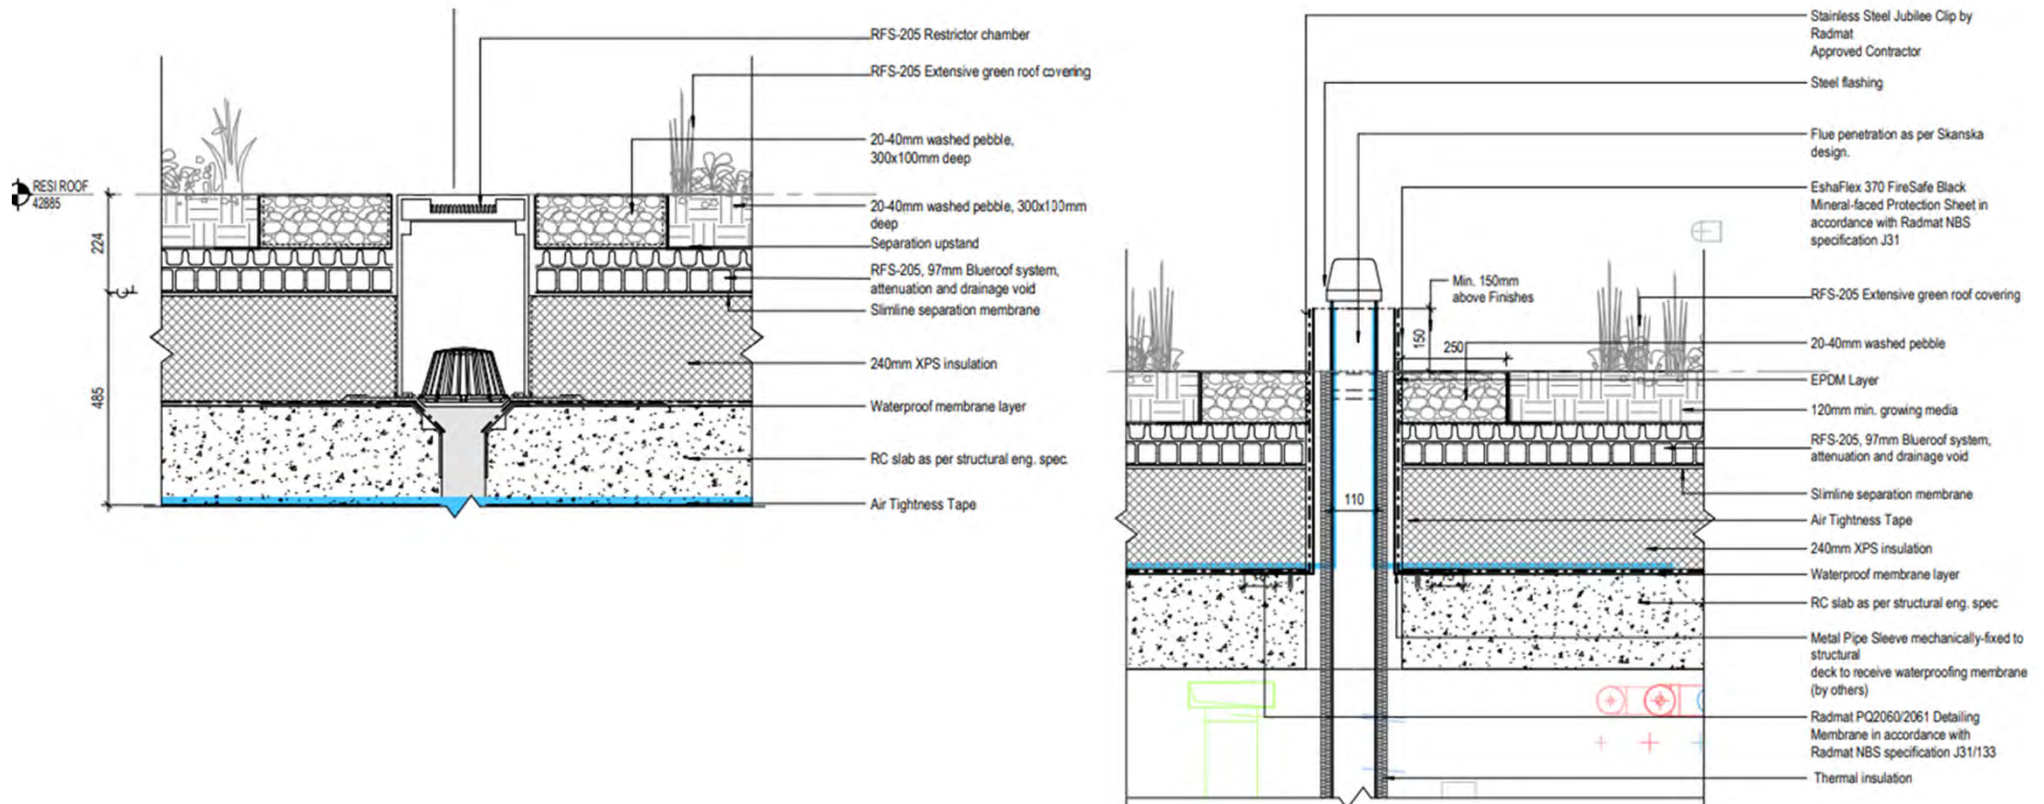 RFS-205 Restrictor chamber
RFS-205 Extensive green roof covering
20-40mm washed pebble,
300x100mm deep
RESI ROOF
42885
20-40mm washed pebble, 300x100mm
deep
224
Separation upstand
RFS-205, 97mm Blueroof system,
attenuation and drainage void
Slimline separation membrane
240mm XPS insulation
485
Waterproof membrane layer
RC slab as per structural eng. spec.
Air Tightness Tape
Stainless Steel Jubilee Clip by
Radmat
Approved Contractor
Steel flashing
Flue penetration as per Skanska
design.
EshaFlex 370 FireSafe Black
Mineral-faced Protection Sheet in
accordance with Radmat NBS
specification J31
Min. 150mm
above Finishes
RFS-205 Extensive green roof covering
150
250
20-40mm washed pebble
EPDM Layer
120mm min. growing media
RFS-205, 97mm Blueroof system,
attenuation and drainage void
110
Slimline separation membrane
Air Tightness Tape
240mm XPS insulation
Waterproof membrane layer
RC slab as per structural eng. spec
Metal Pipe Sleeve mechanically-fixed to
structural
deck to receive waterproofing membrane
(by others)
Radmat PQ2060/2061 Detailing
Membrane in accordance with
Radmat NBS specification J31/133
Thermal insulation